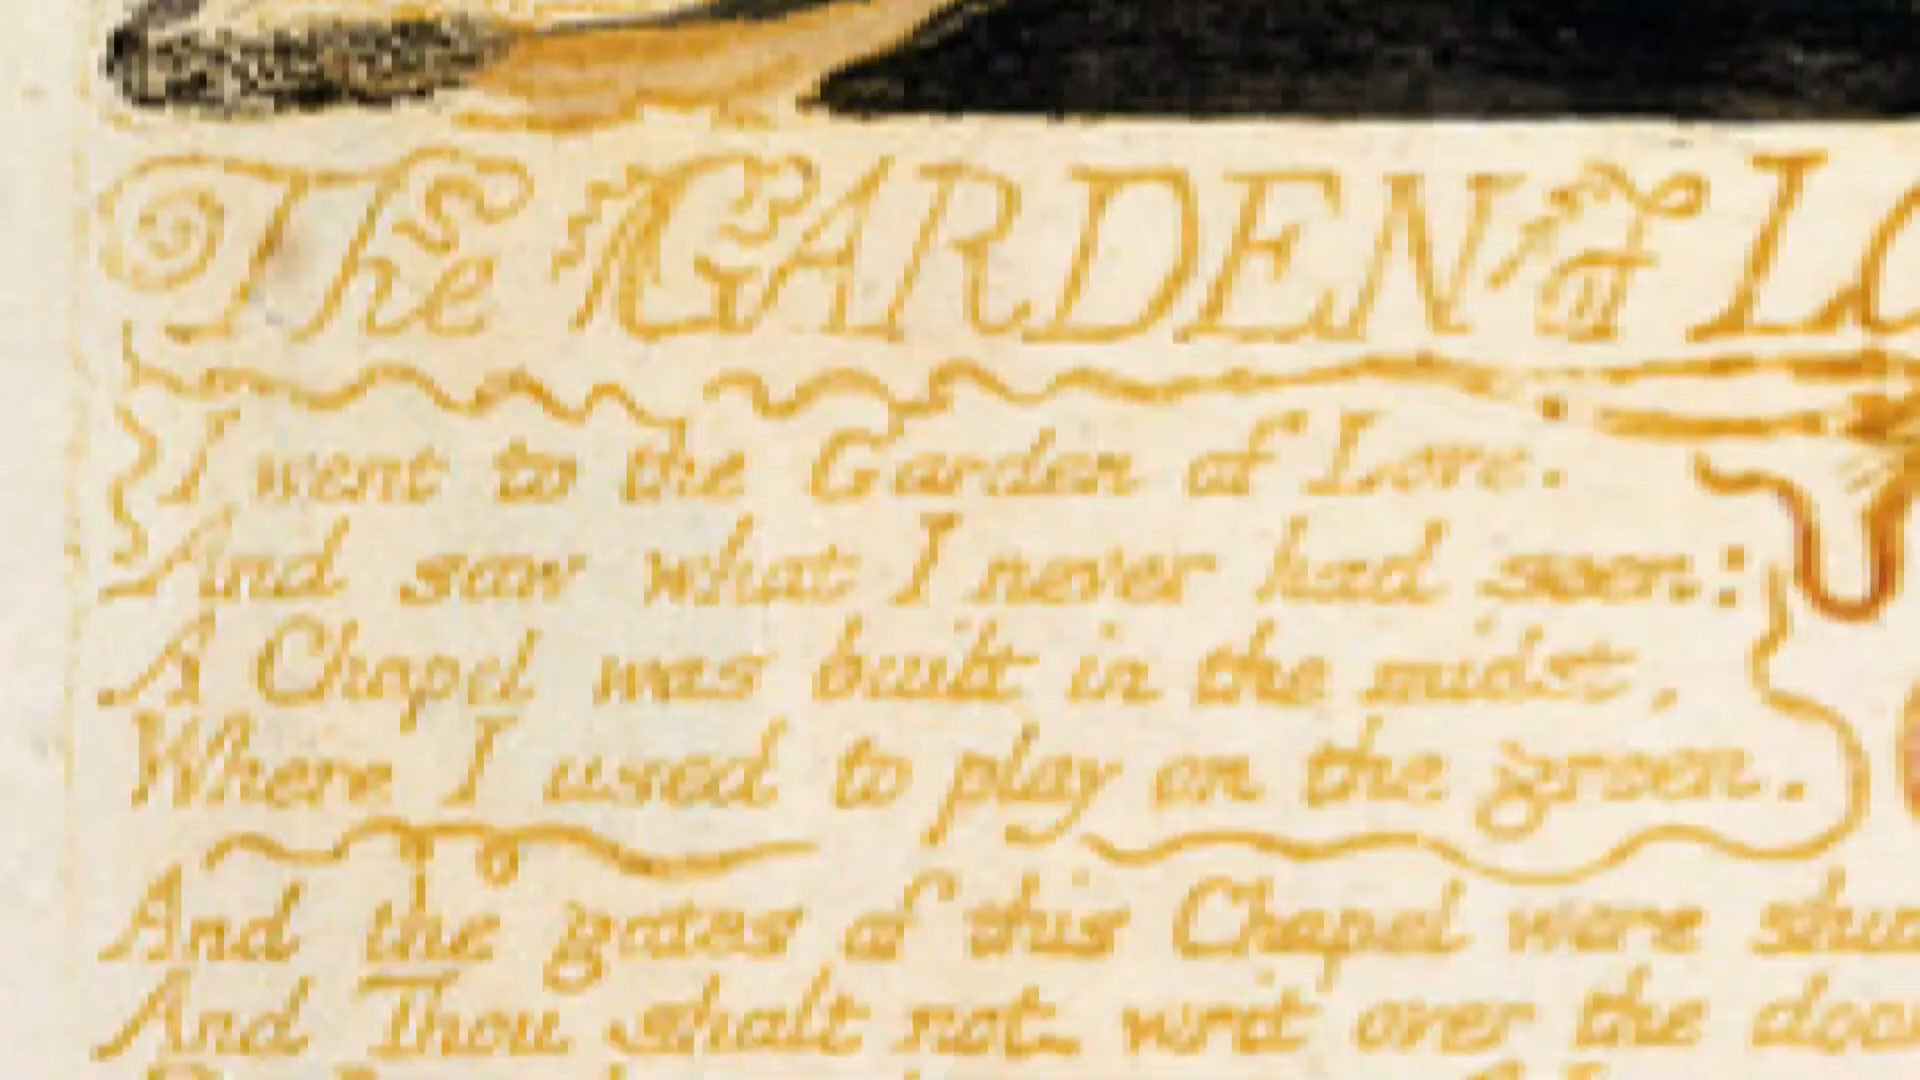 The GARDEN of LO
I went to the Garden of Love.
And saw what I never had seen:
A Chapel was built in the midst,
Where I used to play on the green.
And the gates of this Chapel were shu
And Thou shalt not. writ over the doo